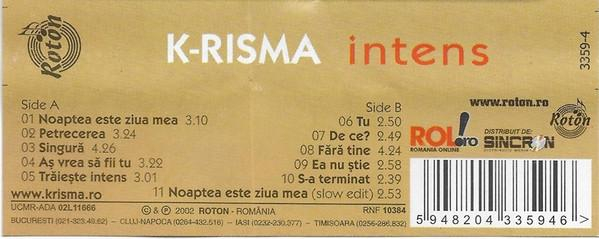 Roton
K-RISMA intens
3359-4
Side A
01 Noaptea este ziua mea 3.10
02 Petrecerea 3.24
03 Singură 4.16
04 Aş vrea să fii tu 3.22
05 Trăieşte intens 3.01
Side B
06 Tu 2.50
07 De ce? 2.49
08 Fără tine 4.24
09 Ea nu ştie 2.58
10 S-a terminat 2.39
11 Noaptea este ziua mea (slow edit) 2.53
www.krisma.ro
UCMR-ADA 02L11666
www.roton.ro
Roton
ROL!.ro
ROMANIA ONLINE
DISTRIBUIT DE:
SINCRON
5 948204 335946
© & ℗ 2002 ROTON - ROMÂNIA
RNF 10384
BUCURESTI (021-323.49.62) - CLUJ-NAPOCA (0264-432.516) - IASI (0232-230.377) - TIMISOARA (0256-286.832)